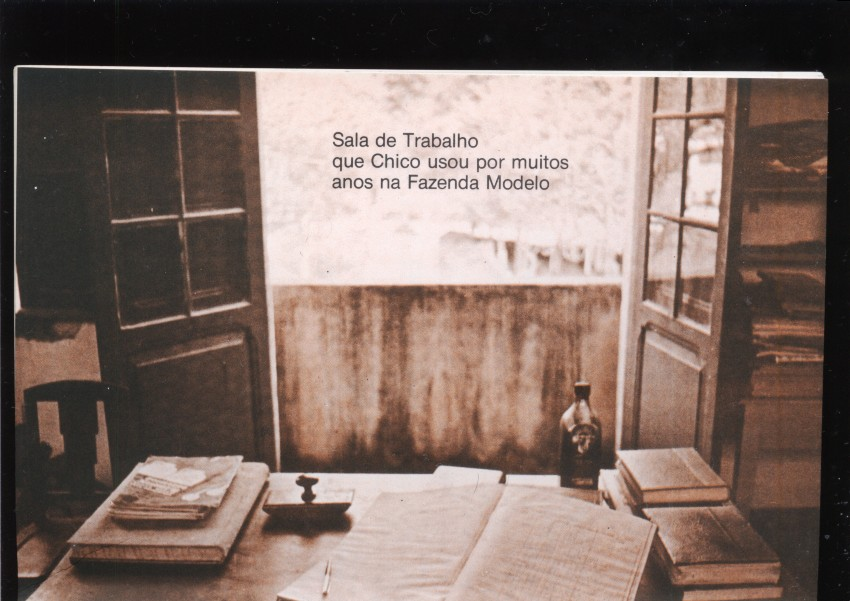 Sala de Trabalho
que Chico usou por muitos
anos na Fazenda Modelo